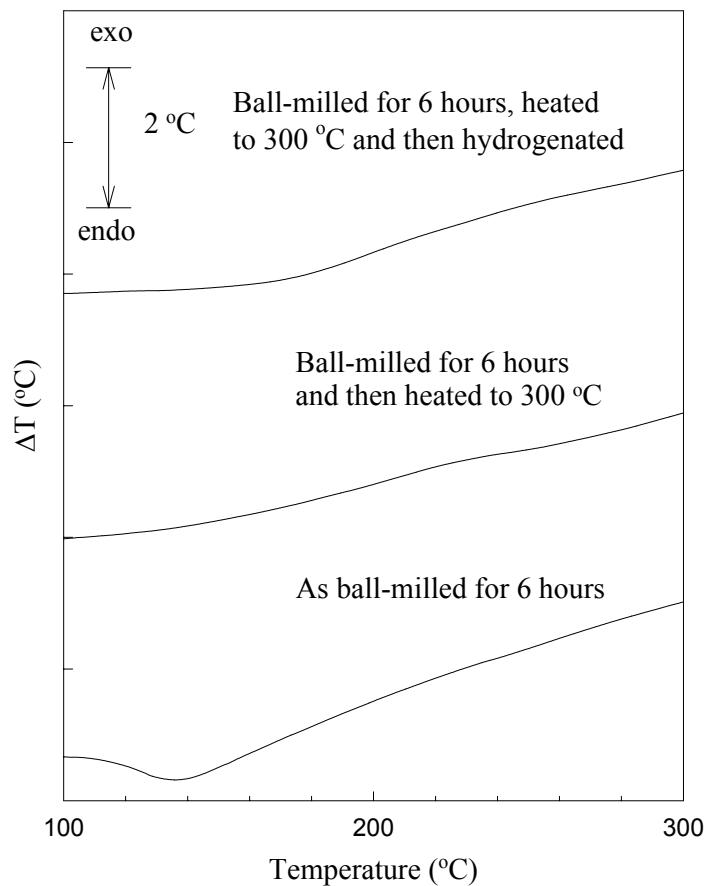 exo
2 °C
endo
Ball-milled for 6 hours, heated
to 300 °C and then hydrogenated
Ball-milled for 6 hours
and then heated to 300 °C
As ball-milled for 6 hours
ΔT (°C)
100
200
300
Temperature (°C)